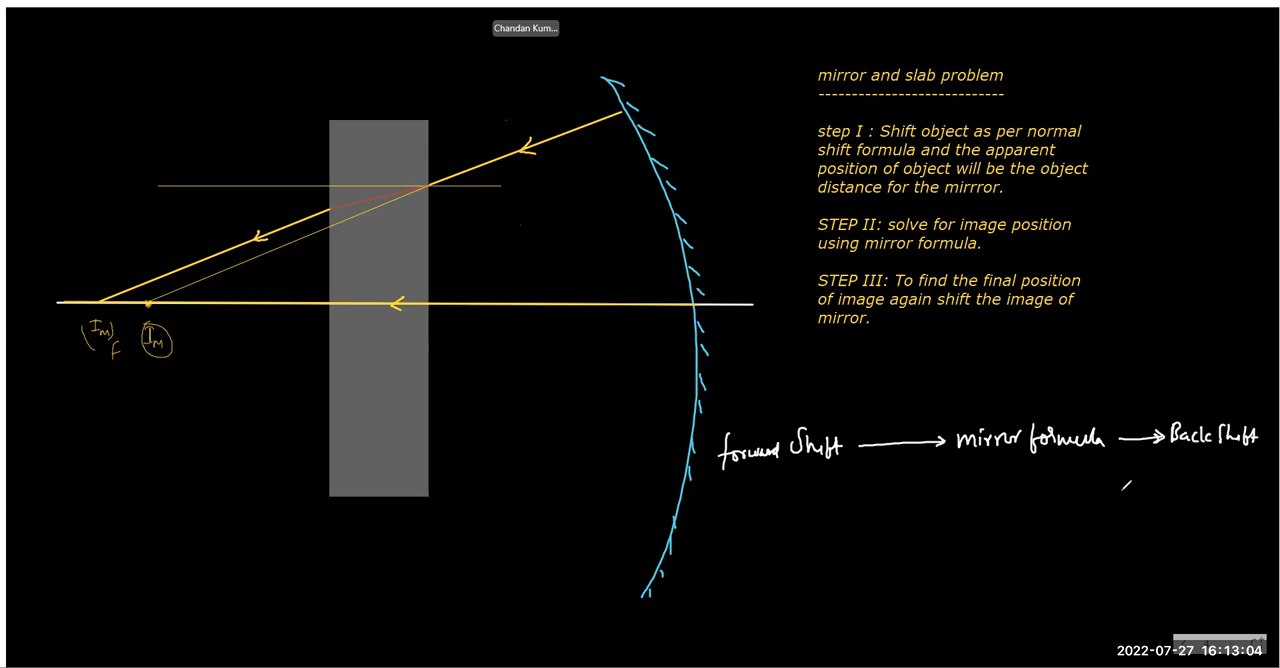 Chandan Kum...
mirror and slab problem
----------------------------
step I : Shift object as per normal
shift formula and the apparent
position of object will be the object
distance for the mirrror.
STEP II: solve for image position
using mirror formula.
STEP III: To find the final position
of image again shift the image of
mirror.
(IM)f
IM
forward Shift → mirror formula → Back shift
2022-07-27 16:13:04